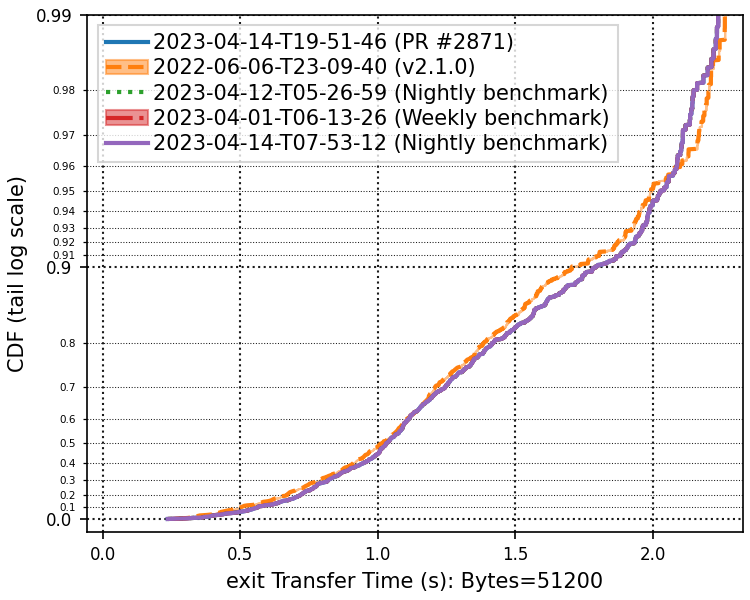 0.99
2023-04-14-T19-51-46 (PR #2871)
2022-06-06-T23-09-40 (v2.1.0)
2023-04-12-T05-26-59 (Nightly benchmark)
2023-04-01-T06-13-26 (Weekly benchmark)
2023-04-14-T07-53-12 (Nightly benchmark)
0.98
0.97
0.96
0.95
0.94
0.93
0.92
0.91
0.9
0.8
0.7
0.6
0.5
0.4
0.3
0.2
0.1
0.0
CDF (tail log scale)
0.0 0.5 1.0 1.5 2.0
exit Transfer Time (s): Bytes=51200